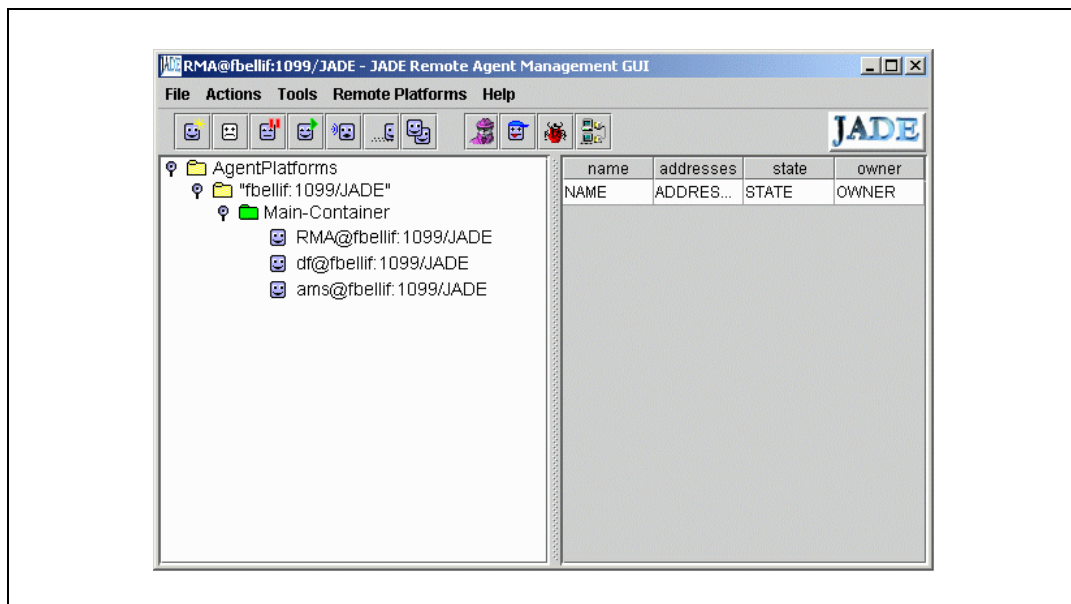 JADE RMA@fbellif:1099/JADE - JADE Remote Agent Management GUI
File Actions Tools Remote Platforms Help
JADE
AgentPlatforms
"fbellif:1099/JADE"
Main-Container
RMA@fbellif:1099/JADE
df@fbellif:1099/JADE
ams@fbellif:1099/JADE
name addresses state owner
NAME ADDRES... STATE OWNER